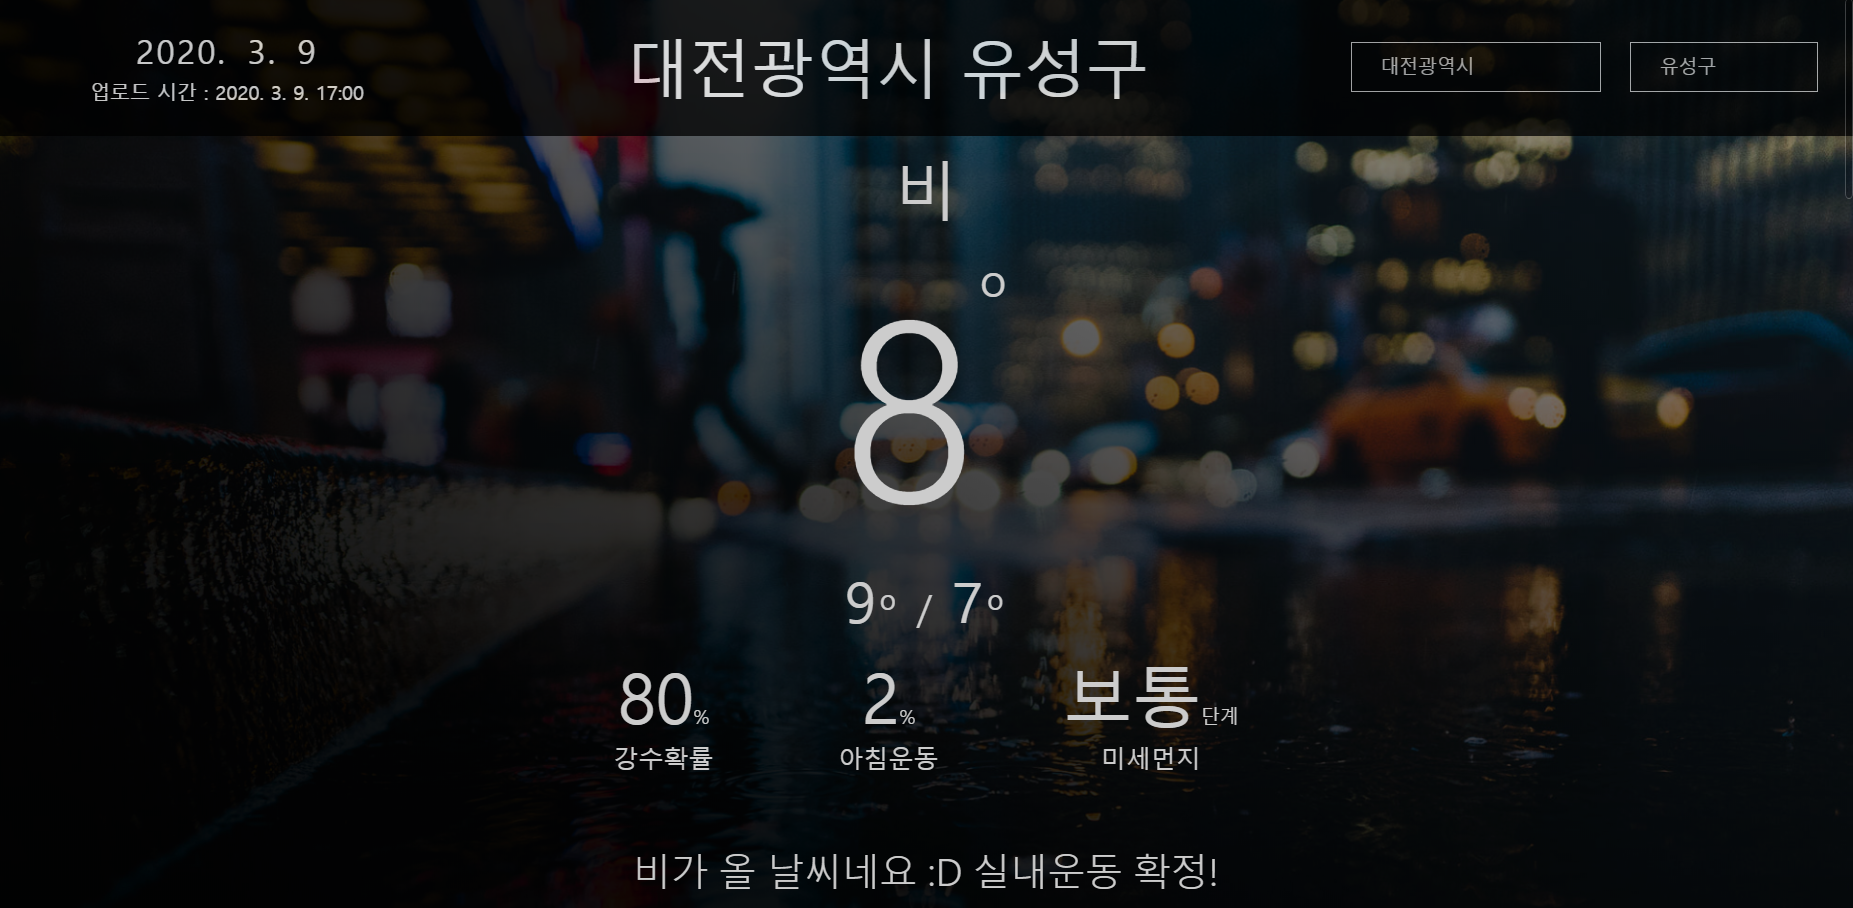 2020. 3. 9
업로드 시간 : 2020. 3. 9. 17:00
대전광역시 유성구
대전광역시
유성구
비
8°
9° / 7°
80%
강수확률
2%
아침운동
보통단계
미세먼지
비가 올 날씨네요 :D 실내운동 확정!